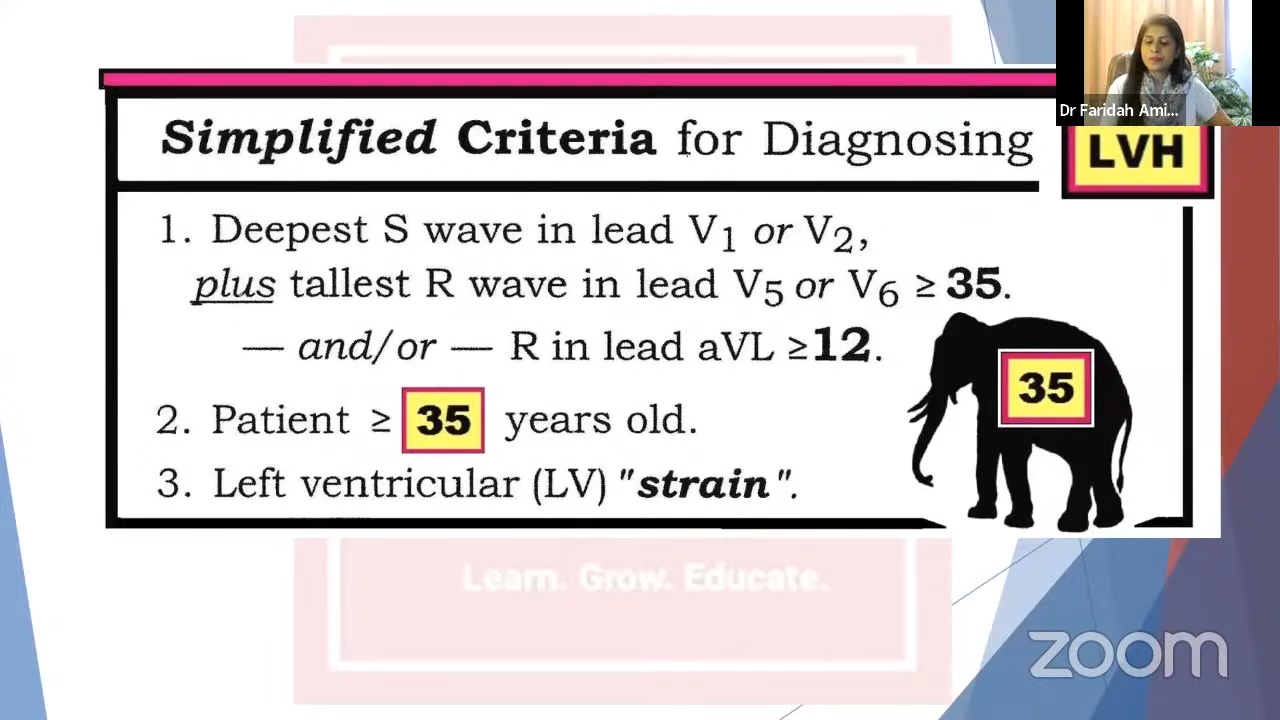 Dr Faridah Ami...
Simplified Criteria for Diagnosing LVH
1. Deepest S wave in lead V1 or V2,
plus tallest R wave in lead V5 or V6 ≥ 35.
— and/or — R in lead aVL ≥12.
2. Patient ≥ 35 years old.
3. Left ventricular (LV) "strain".
35
Learn. Grow. Educate.
zoom